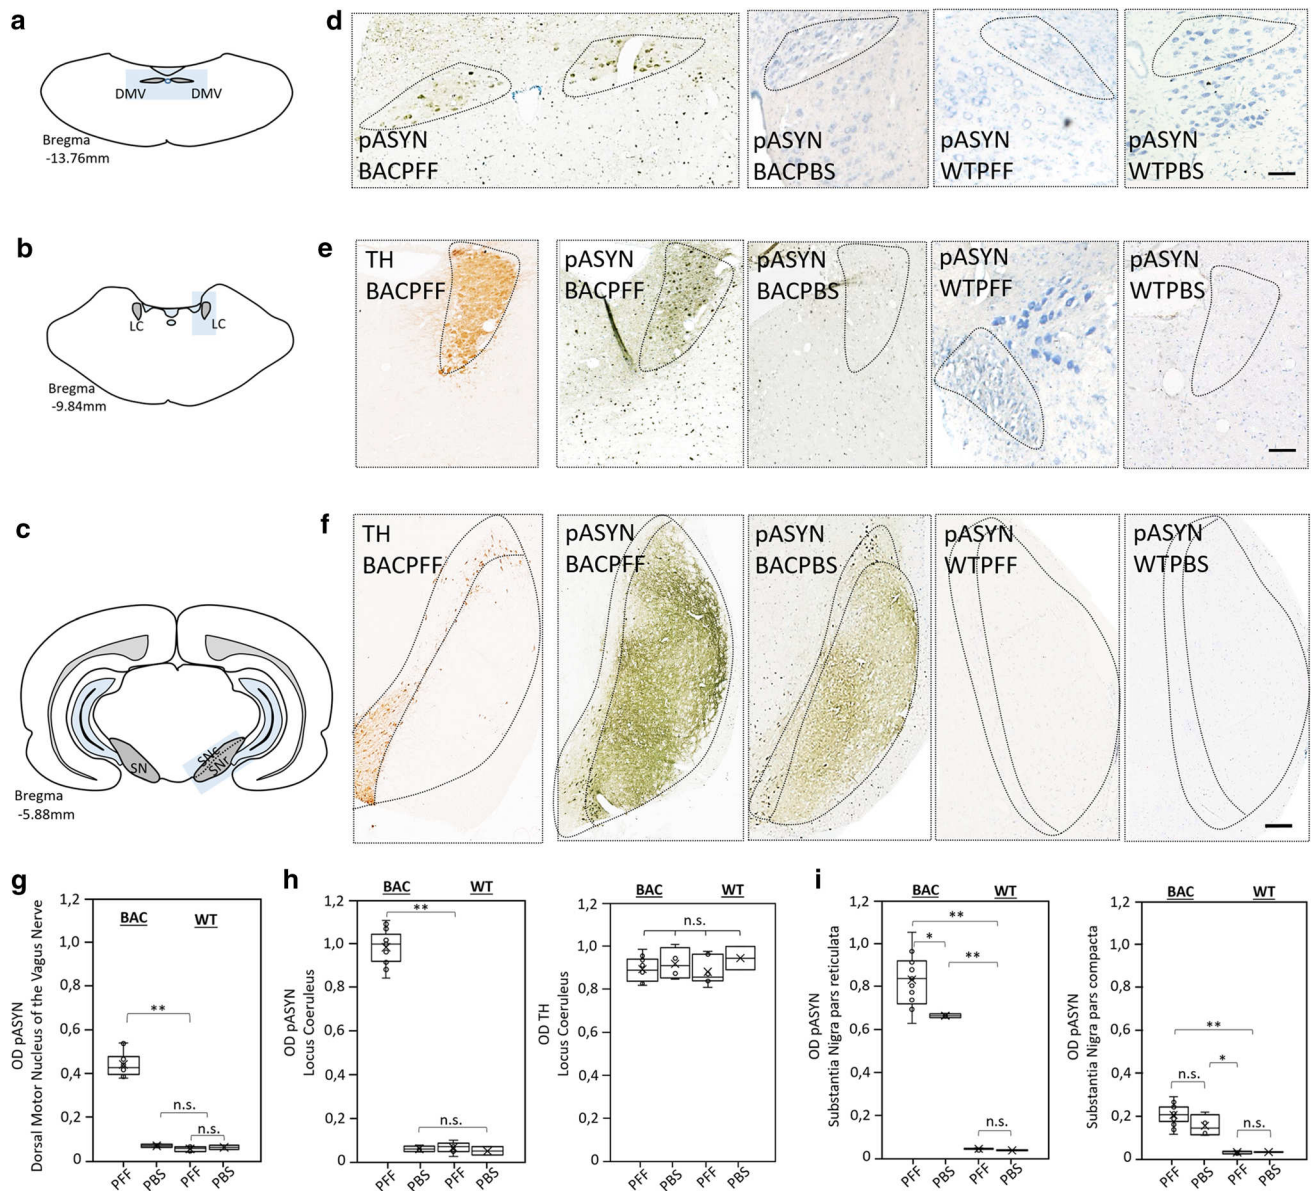 a
DMV DMV
Bregma
-13.76mm
d
pASYN
BACPFF
pASYN
BACPBS
pASYN
WTPFF
pASYN
WTPBS
b
LC
LC
Bregma
-9.84mm
e
TH
BACPFF
pASYN
BACPFF
pASYN
BACPBS
pASYN
WTPFF
pASYN
WTPBS
c
SN
SNc
SNr
Bregma
-5.88mm
f
TH
BACPFF
pASYN
BACPFF
pASYN
BACPBS
pASYN
WTPFF
pASYN
WTPBS
g
OD pASYN
Dorsal Motor Nucleus of the Vagus Nerve
1,2
1,0
0,8
0,6
0,4
0,2
0
BAC WT
**
n.s.
n.s.
PFF PBS PFF PBS
h
OD pASYN
Locus Coeruleus
1,2
1,0
0,8
0,6
0,4
0,2
0
BAC WT
**
n.s.
PFF PBS PFF PBS
OD TH
Locus Coeruleus
1,2
1,0
0,8
0,6
0,4
0,2
0
BAC WT
n.s.
PFF PBS PFF PBS
i
OD pASYN
Substantia Nigra pars reticulata
1,2
1,0
0,8
0,6
0,4
0,2
0
BAC WT
**
*
**
n.s.
PFF PBS PFF PBS
OD pASYN
Substantia Nigra pars compacta
1,2
1,0
0,8
0,6
0,4
0,2
0
BAC WT
**
*
n.s.
n.s.
PFF PBS PFF PBS